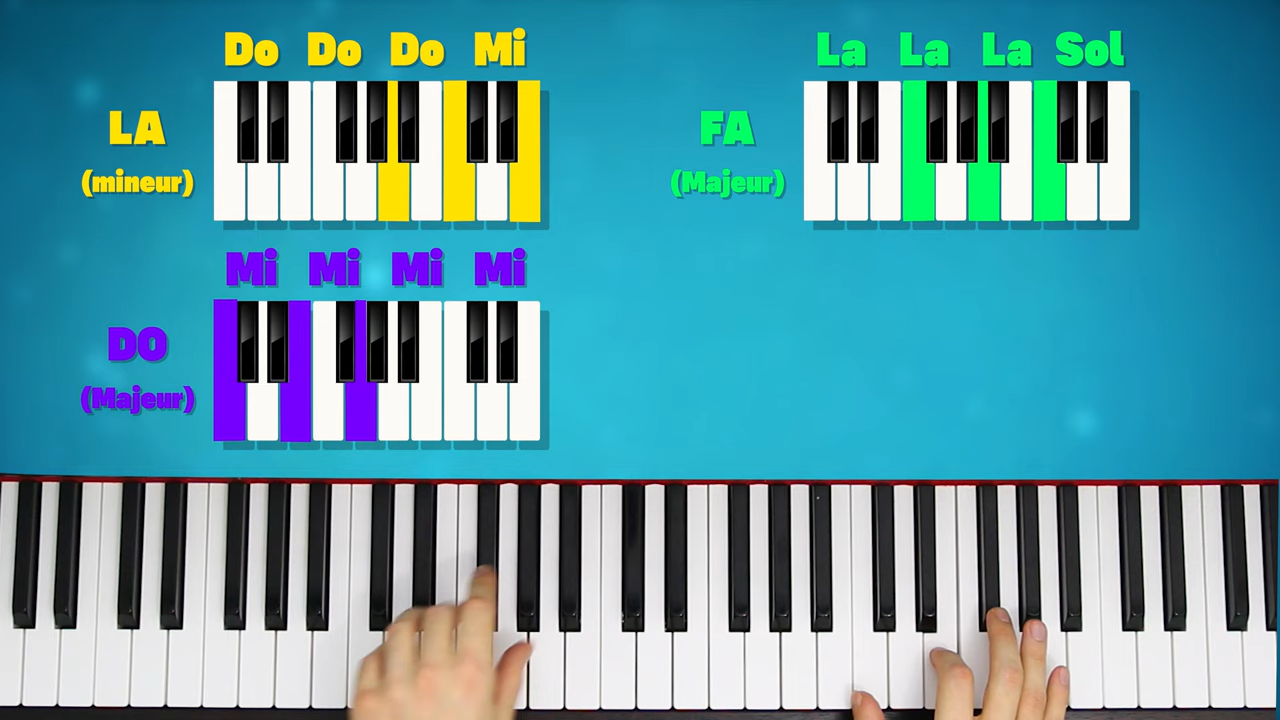 Do Do Do Mi
LA
(mineur)
La La La Sol
FA
(Majeur)
Mi Mi Mi Mi
DO
(Majeur)